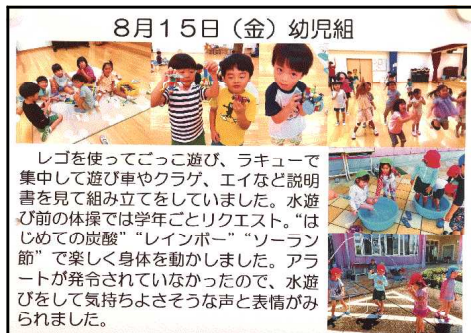 8月15日（金）幼児組
レゴを使ってごっこ遊び、ラキューで
集中して遊び車やクラゲ、エイなど説明
書を見て組み立てをしていました。水遊
び前の体操では学年ごとリクエスト。“は
じめての炭酸”“レインボー”“ソーラン
節”で楽しく身体を動かしました。アラ
ートが発令されていなかったので、水遊
びをして気持ちよさそうな声と表情がみ
られました。